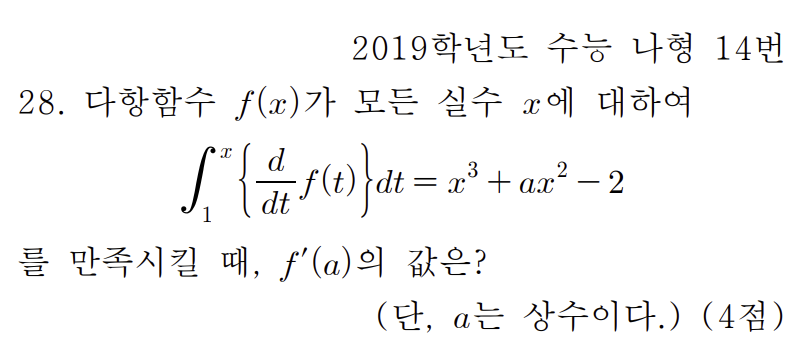 2019학년도 수능 나형 14번
28. 다항함수 f(x)가 모든 실수 x에 대하여
∫₁ˣ{d/dt f(t)}dt = x³ + ax² − 2
를 만족시킬 때, f′(a)의 값은?
(단, a는 상수이다.) (4점)